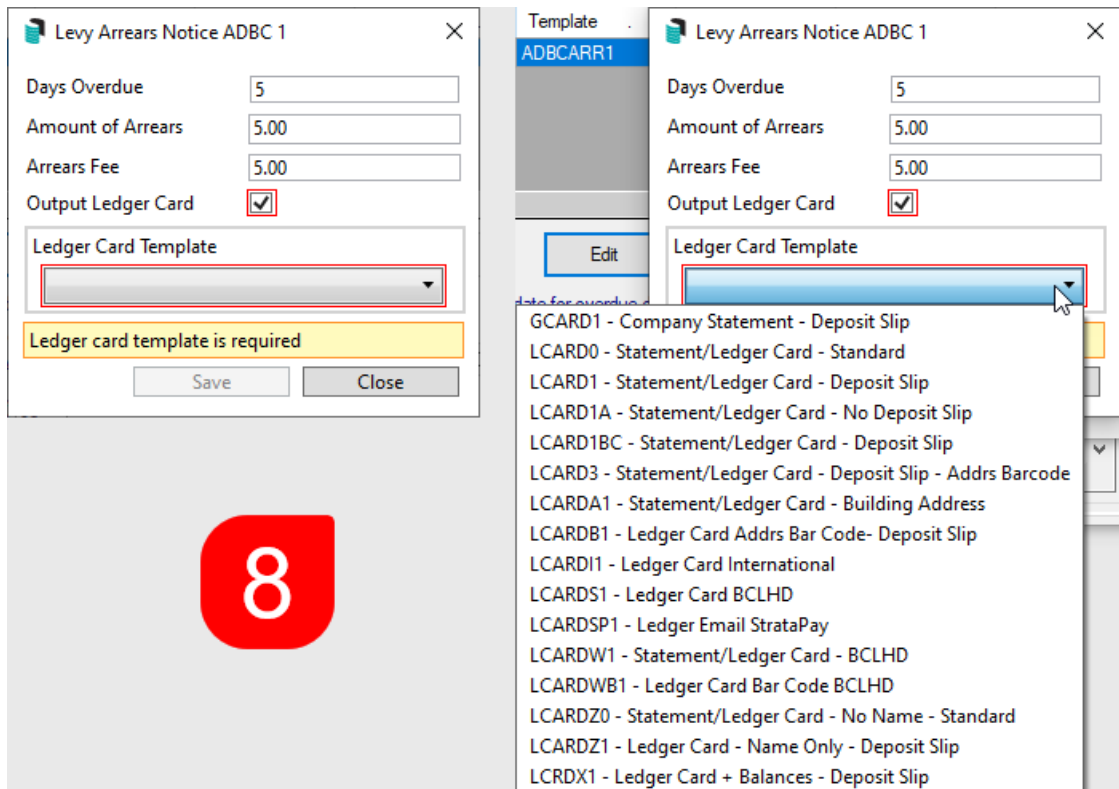 Levy Arrears Notice ADBC 1
Days Overdue 5
Amount of Arrears 5.00
Arrears Fee 5.00
Output Ledger Card
Ledger Card Template
Ledger card template is required
Save Close
8
Template .
ADBCARR1
Edit
Levy Arrears Notice ADBC 1
Days Overdue 5
Amount of Arrears 5.00
Arrears Fee 5.00
Output Ledger Card
Ledger Card Template
GCARD1 - Company Statement - Deposit Slip
LCARD0 - Statement/Ledger Card - Standard
LCARD1 - Statement/Ledger Card - Deposit Slip
LCARD1A - Statement/Ledger Card - No Deposit Slip
LCARD1BC - Statement/Ledger Card - Deposit Slip
LCARD3 - Statement/Ledger Card - Deposit Slip - Addrs Barcode
LCARDA1 - Statement/Ledger Card - Building Address
LCARDB1 - Ledger Card Addrs Bar Code- Deposit Slip
LCARDI1 - Ledger Card International
LCARDS1 - Ledger Card BCLHD
LCARDSP1 - Ledger Email StrataPay
LCARDW1 - Statement/Ledger Card - BCLHD
LCARDWB1 - Ledger Card Bar Code BCLHD
LCARDZ0 - Statement/Ledger Card - No Name - Standard
LCARDZ1 - Ledger Card - Name Only - Deposit Slip
LCRDX1 - Ledger Card + Balances - Deposit Slip